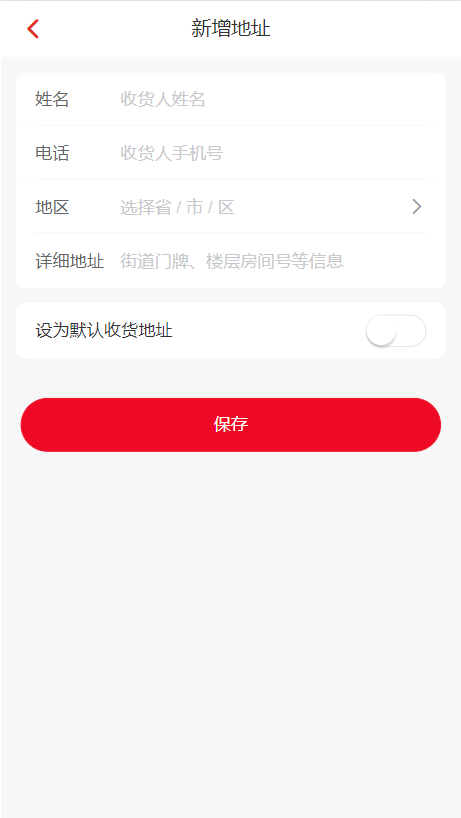 新增地址
姓名 收货人姓名
电话 收货人手机号
地区 选择省 / 市 / 区
详细地址 街道门牌、楼层房间号等信息
设为默认收货地址
保存